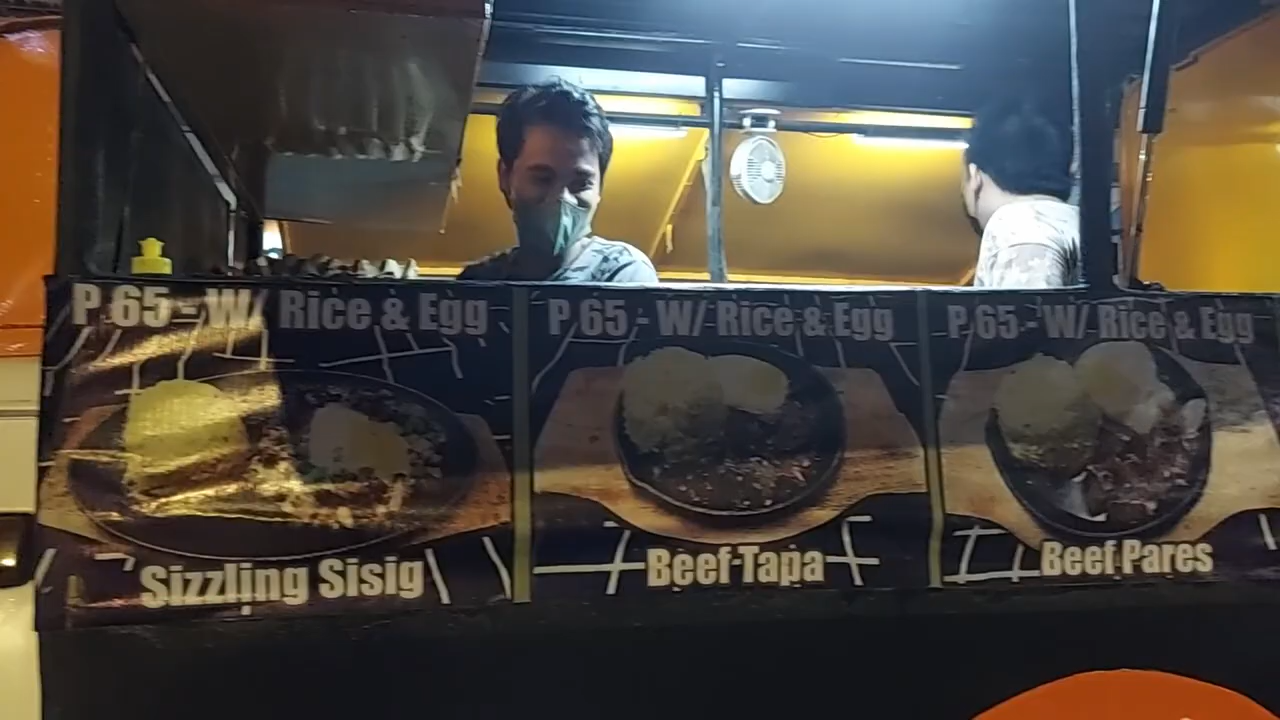 P 65 - W/ Rice & Egg
Sizzling Sisig
P 65 - W/ Rice & Egg
Beef Tapa
P 65 - W/ Rice & Egg
Beef Pares